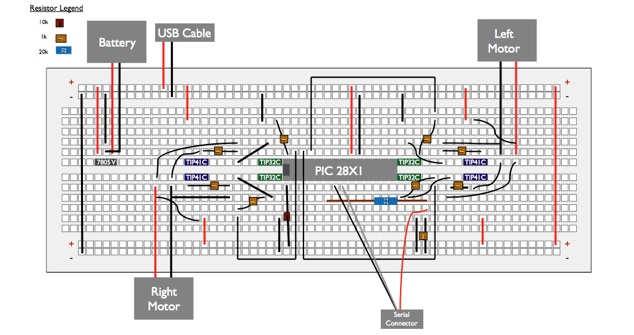 Resistor Legend
10k
1k
20k
Battery
USB Cable
Left
Motor
+
-
+
-
7805V
TIP41C
TIP32C
TIP32C
TIP41C
TIP41C
TIP32C
PIC 28X1
TIP32C
TIP41C
+
-
+
-
Right
Motor
Serial
Connector